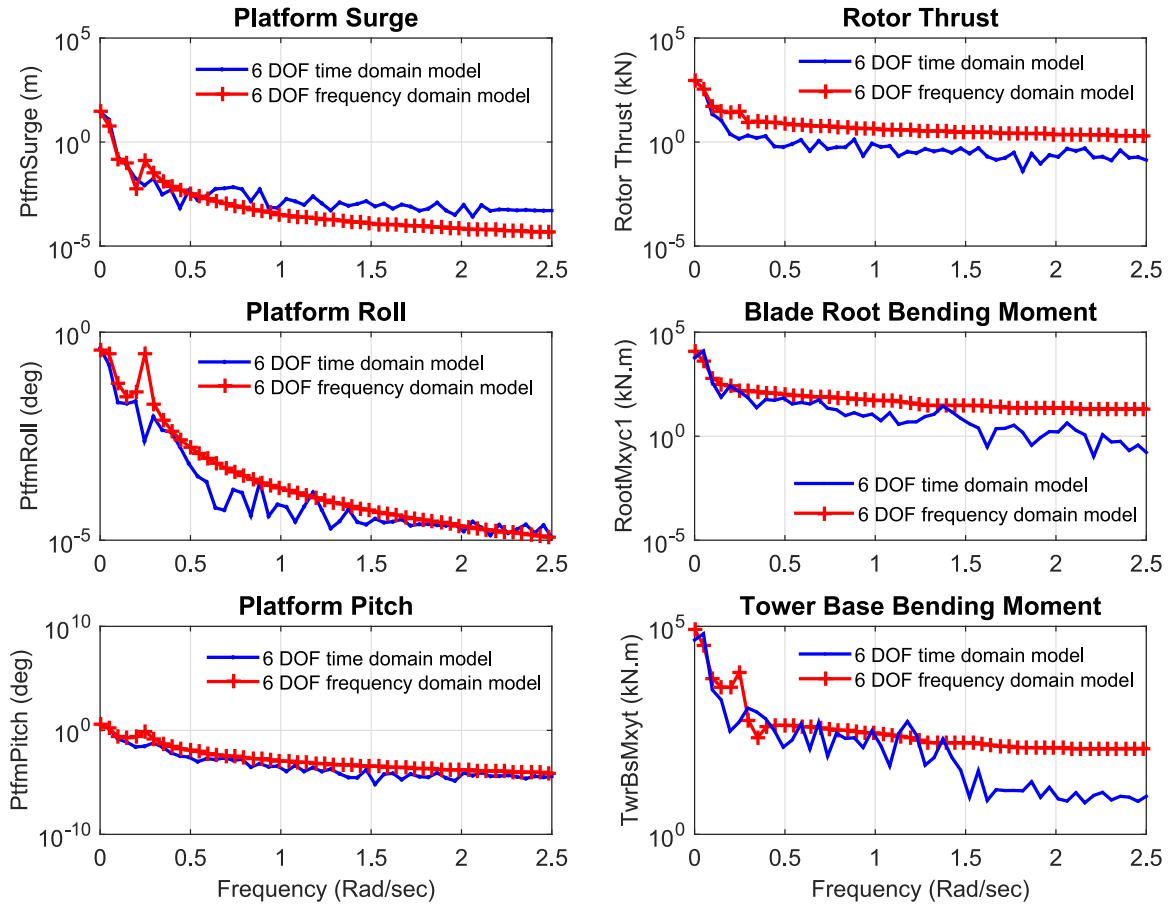 Platform Surge
PtfmSurge (m)
10^5
10^0
10^-5
6 DOF time domain model
6 DOF frequency domain model
0 0.5 1 1.5 2 2.5
Rotor Thrust
Rotor Thrust (kN)
10^5
10^0
10^-5
6 DOF time domain model
6 DOF frequency domain model
0 0.5 1 1.5 2 2.5
Platform Roll
PtfmRoll (deg)
10^0
10^-5
6 DOF time domain model
6 DOF frequency domain model
0 0.5 1 1.5 2 2.5
Blade Root Bending Moment
RootMxyc1 (kN.m)
10^5
10^0
10^-5
6 DOF time domain model
6 DOF frequency domain model
0 0.5 1 1.5 2 2.5
Platform Pitch
PtfmPitch (deg)
10^10
10^0
10^-10
6 DOF time domain model
6 DOF frequency domain model
0 0.5 1 1.5 2 2.5
Frequency (Rad/sec)
Tower Base Bending Moment
TwrBsMxyt (kN.m)
10^5
10^0
6 DOF time domain model
6 DOF frequency domain model
0 0.5 1 1.5 2 2.5
Frequency (Rad/sec)